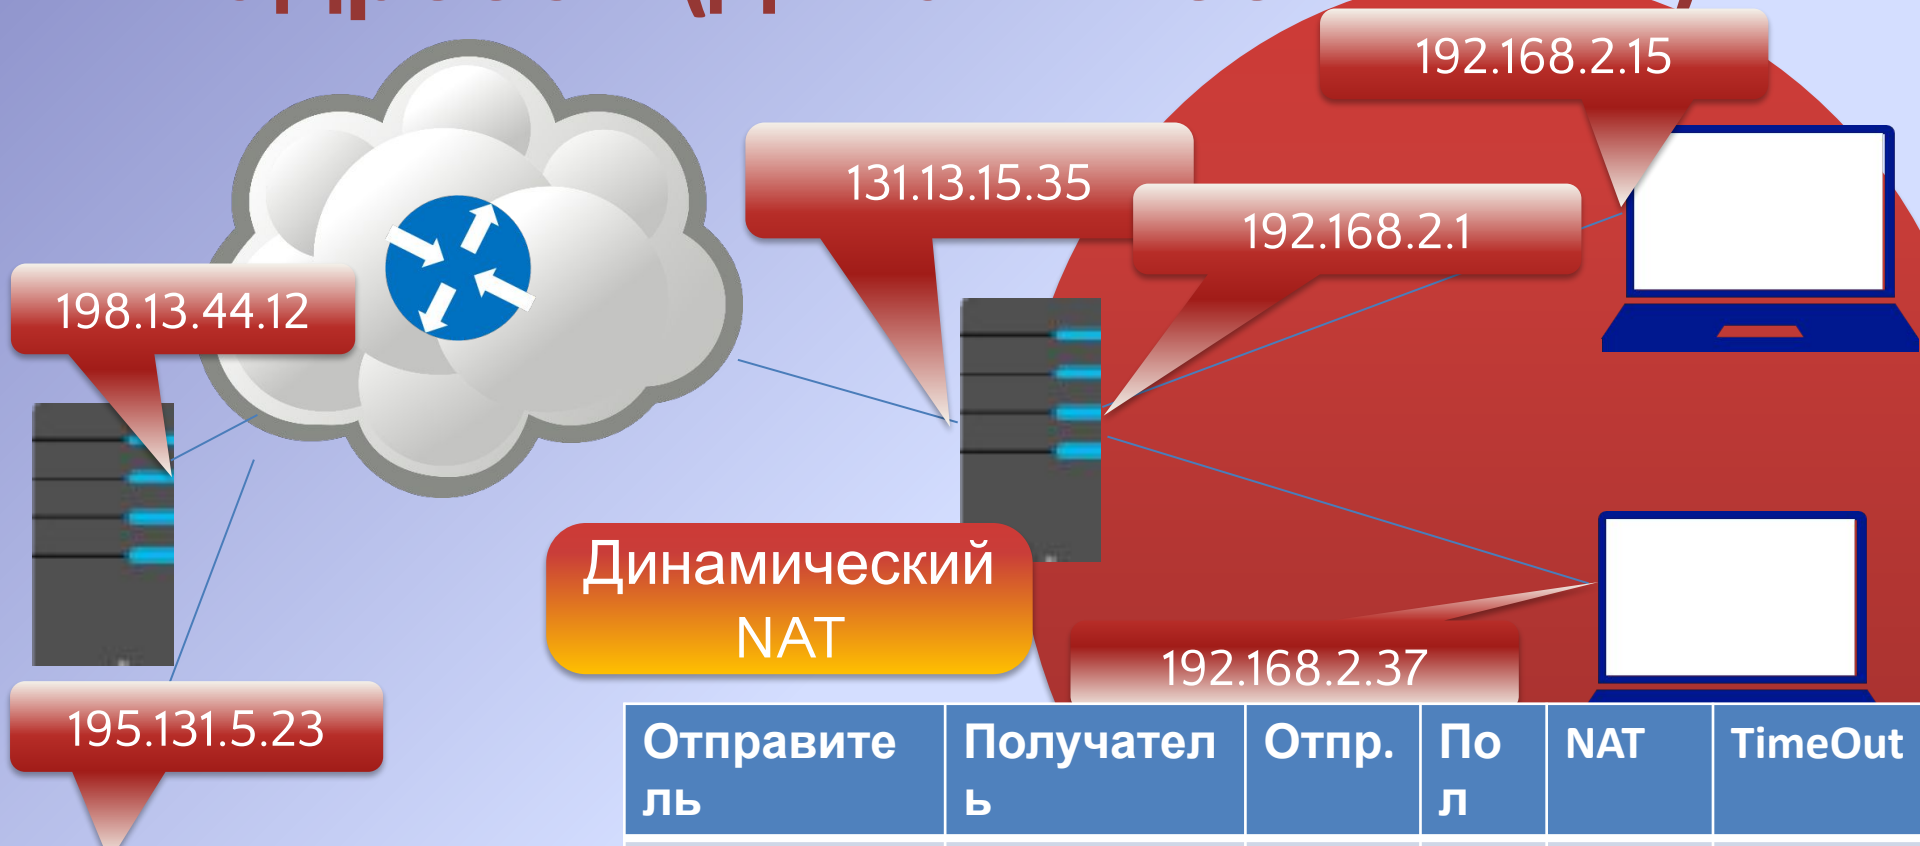 192.168.2.15
131.13.15.35
192.168.2.1
198.13.44.12
Динамический
NAT
192.168.2.37
195.131.5.23
Отправите
ль
Получател
ь
Отпр.
По
л
NAT
TimeOut